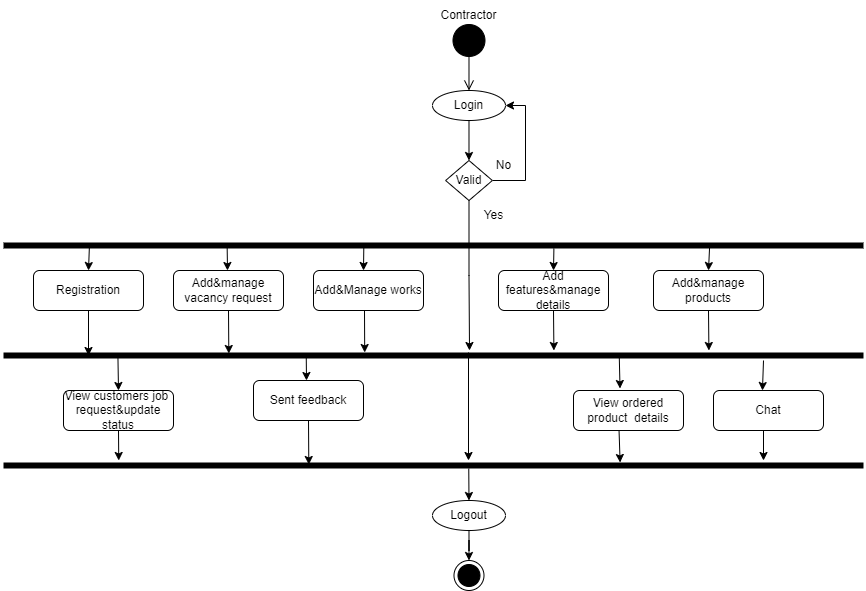 Contractor
Login
No
Valid
Yes
Registration
Add&manage
vacancy request
Add&Manage works
Add
features&manage
details
Add&manage
products
View customers job
request&update
status
Sent feedback
View ordered
product details
Chat
Logout